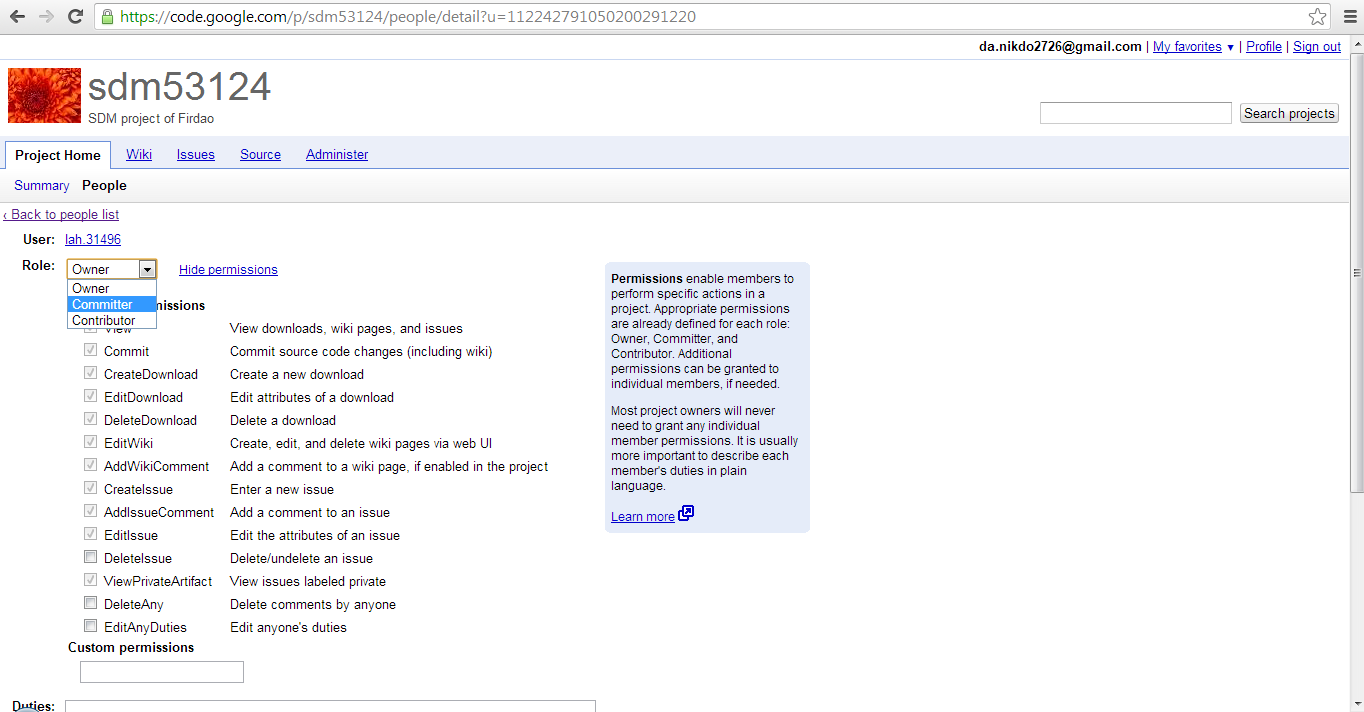 https://code.google.com/p/sdm53124/people/detail?u=112242791050200291220
da.nikdo2726@gmail.com | My favorites ▼ | Profile | Sign out
sdm53124
SDM project of Firdao
Search projects
Project Home Wiki Issues Source Administer
Summary People
‹ Back to people list
User: lah.31496
Role: Owner Hide permissions
Owner
Committer
Contributor
missions
View View downloads, wiki pages, and issues
Commit Commit source code changes (including wiki)
CreateDownload Create a new download
EditDownload Edit attributes of a download
DeleteDownload Delete a download
EditWiki Create, edit, and delete wiki pages via web UI
AddWikiComment Add a comment to a wiki page, if enabled in the project
CreateIssue Enter a new issue
AddIssueComment Add a comment to an issue
EditIssue Edit the attributes of an issue
DeleteIssue Delete/undelete an issue
ViewPrivateArtifact View issues labeled private
DeleteAny Delete comments by anyone
EditAnyDuties Edit anyone's duties
Custom permissions
Duties:
Permissions enable members to
perform specific actions in a
project. Appropriate permissions
are already defined for each role:
Owner, Committer, and
Contributor. Additional
permissions can be granted to
individual members, if needed.
Most project owners will never
need to grant any individual
member permissions. It is usually
more important to describe each
member's duties in plain
language.
Learn more